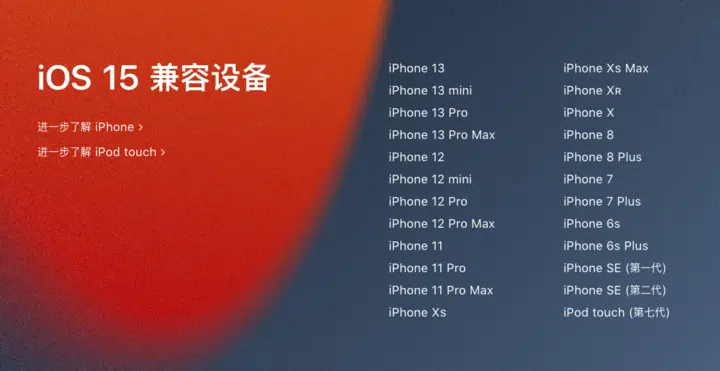 iOS 15 兼容设备
进一步了解 iPhone ›
进一步了解 iPod touch ›
iPhone 13
iPhone 13 mini
iPhone 13 Pro
iPhone 13 Pro Max
iPhone 12
iPhone 12 mini
iPhone 12 Pro
iPhone 12 Pro Max
iPhone 11
iPhone 11 Pro
iPhone 11 Pro Max
iPhone Xs
iPhone Xs Max
iPhone XR
iPhone X
iPhone 8
iPhone 8 Plus
iPhone 7
iPhone 7 Plus
iPhone 6s
iPhone 6s Plus
iPhone SE (第一代)
iPhone SE (第二代)
iPod touch (第七代)